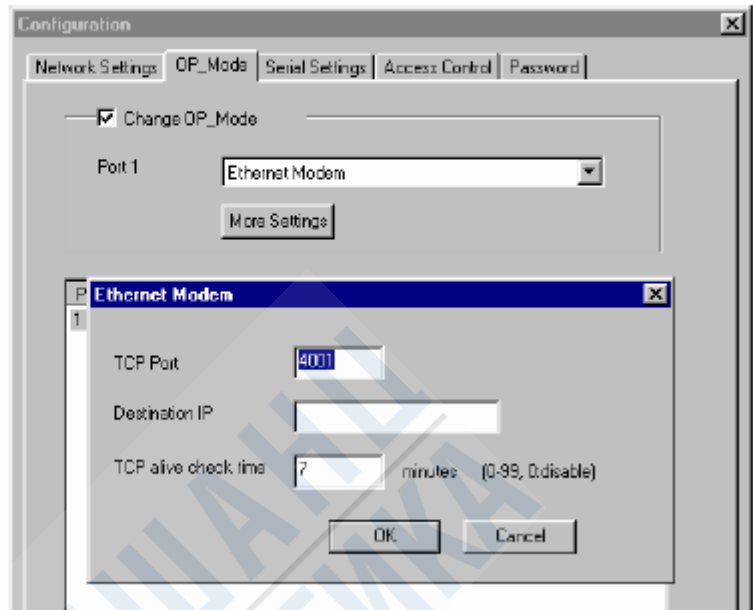 Configuration
Network Settings OP_Mode Serial Settings Access Control Password
Change OP_Mode
Port 1 Ethernet Modem
More Settings
P
Ethernet Modem
1
TCP Port 4001
Destination IP
TCP alive check time 7 minutes (0-99, 0:disable)
OK Cancel